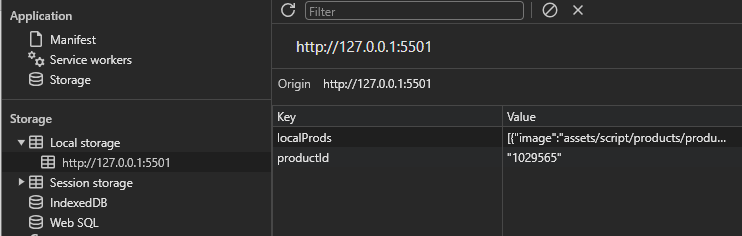 Application
Manifest
Service workers
Storage
Storage
Local storage
http://127.0.0.1:5501
Session storage
IndexedDB
Web SQL
Filter
http://127.0.0.1:5501
Origin http://127.0.0.1:5501
Key Value
localProds [{"image":"assets/script/products/produ...
productId "1029565"